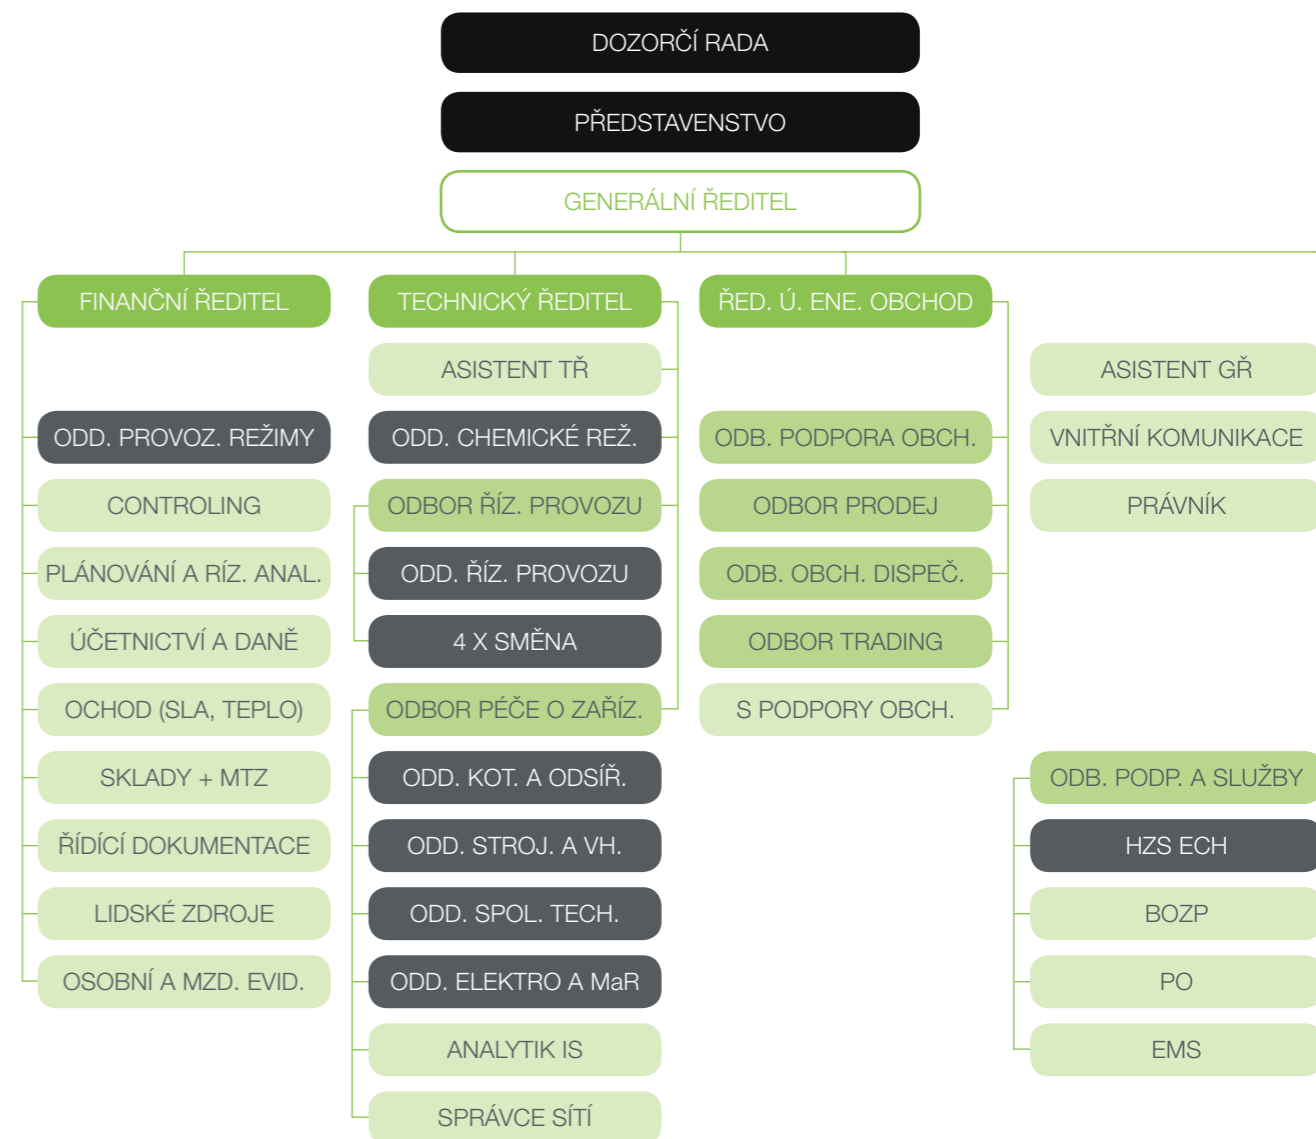 DOZORČÍ RADA
PŘEDSTAVENSTVO
GENERÁLNÍ ŘEDITEL
FINANČNÍ ŘEDITEL
ODD. PROVOZ. REŽIMY
CONTROLING
PLÁNOVÁNÍ A RÍZ. ANAL.
ÚČETNICTVÍ A DANĚ
OCHOD (SLA, TEPLO)
SKLADY + MTZ
ŘÍDÍCÍ DOKUMENTACE
LIDSKÉ ZDROJE
OSOBNÍ A MZD. EVID.
TECHNICKÝ ŘEDITEL
ASISTENT TŘ
ODD. CHEMICKÉ REŽ.
ODBOR ŘÍZ. PROVOZU
ODD. ŘÍZ. PROVOZU
4 X SMĚNA
ODBOR PÉČE O ZAŘÍZ.
ODD. KOT. A ODSÍŘ.
ODD. STROJ. A VH.
ODD. SPOL. TECH.
ODD. ELEKTRO A MaR
ANALYTIK IS
SPRÁVCE SÍTÍ
ŘED. Ú. ENE. OBCHOD
ODB. PODPORA OBCH.
ODBOR PRODEJ
ODB. OBCH. DISPEČ.
ODBOR TRADING
S PODPORY OBCH.
ASISTENT GŘ
VNITŘNÍ KOMUNIKACE
PRÁVNÍK
ODB. PODP. A SLUŽBY
HZS ECH
BOZP
PO
EMS